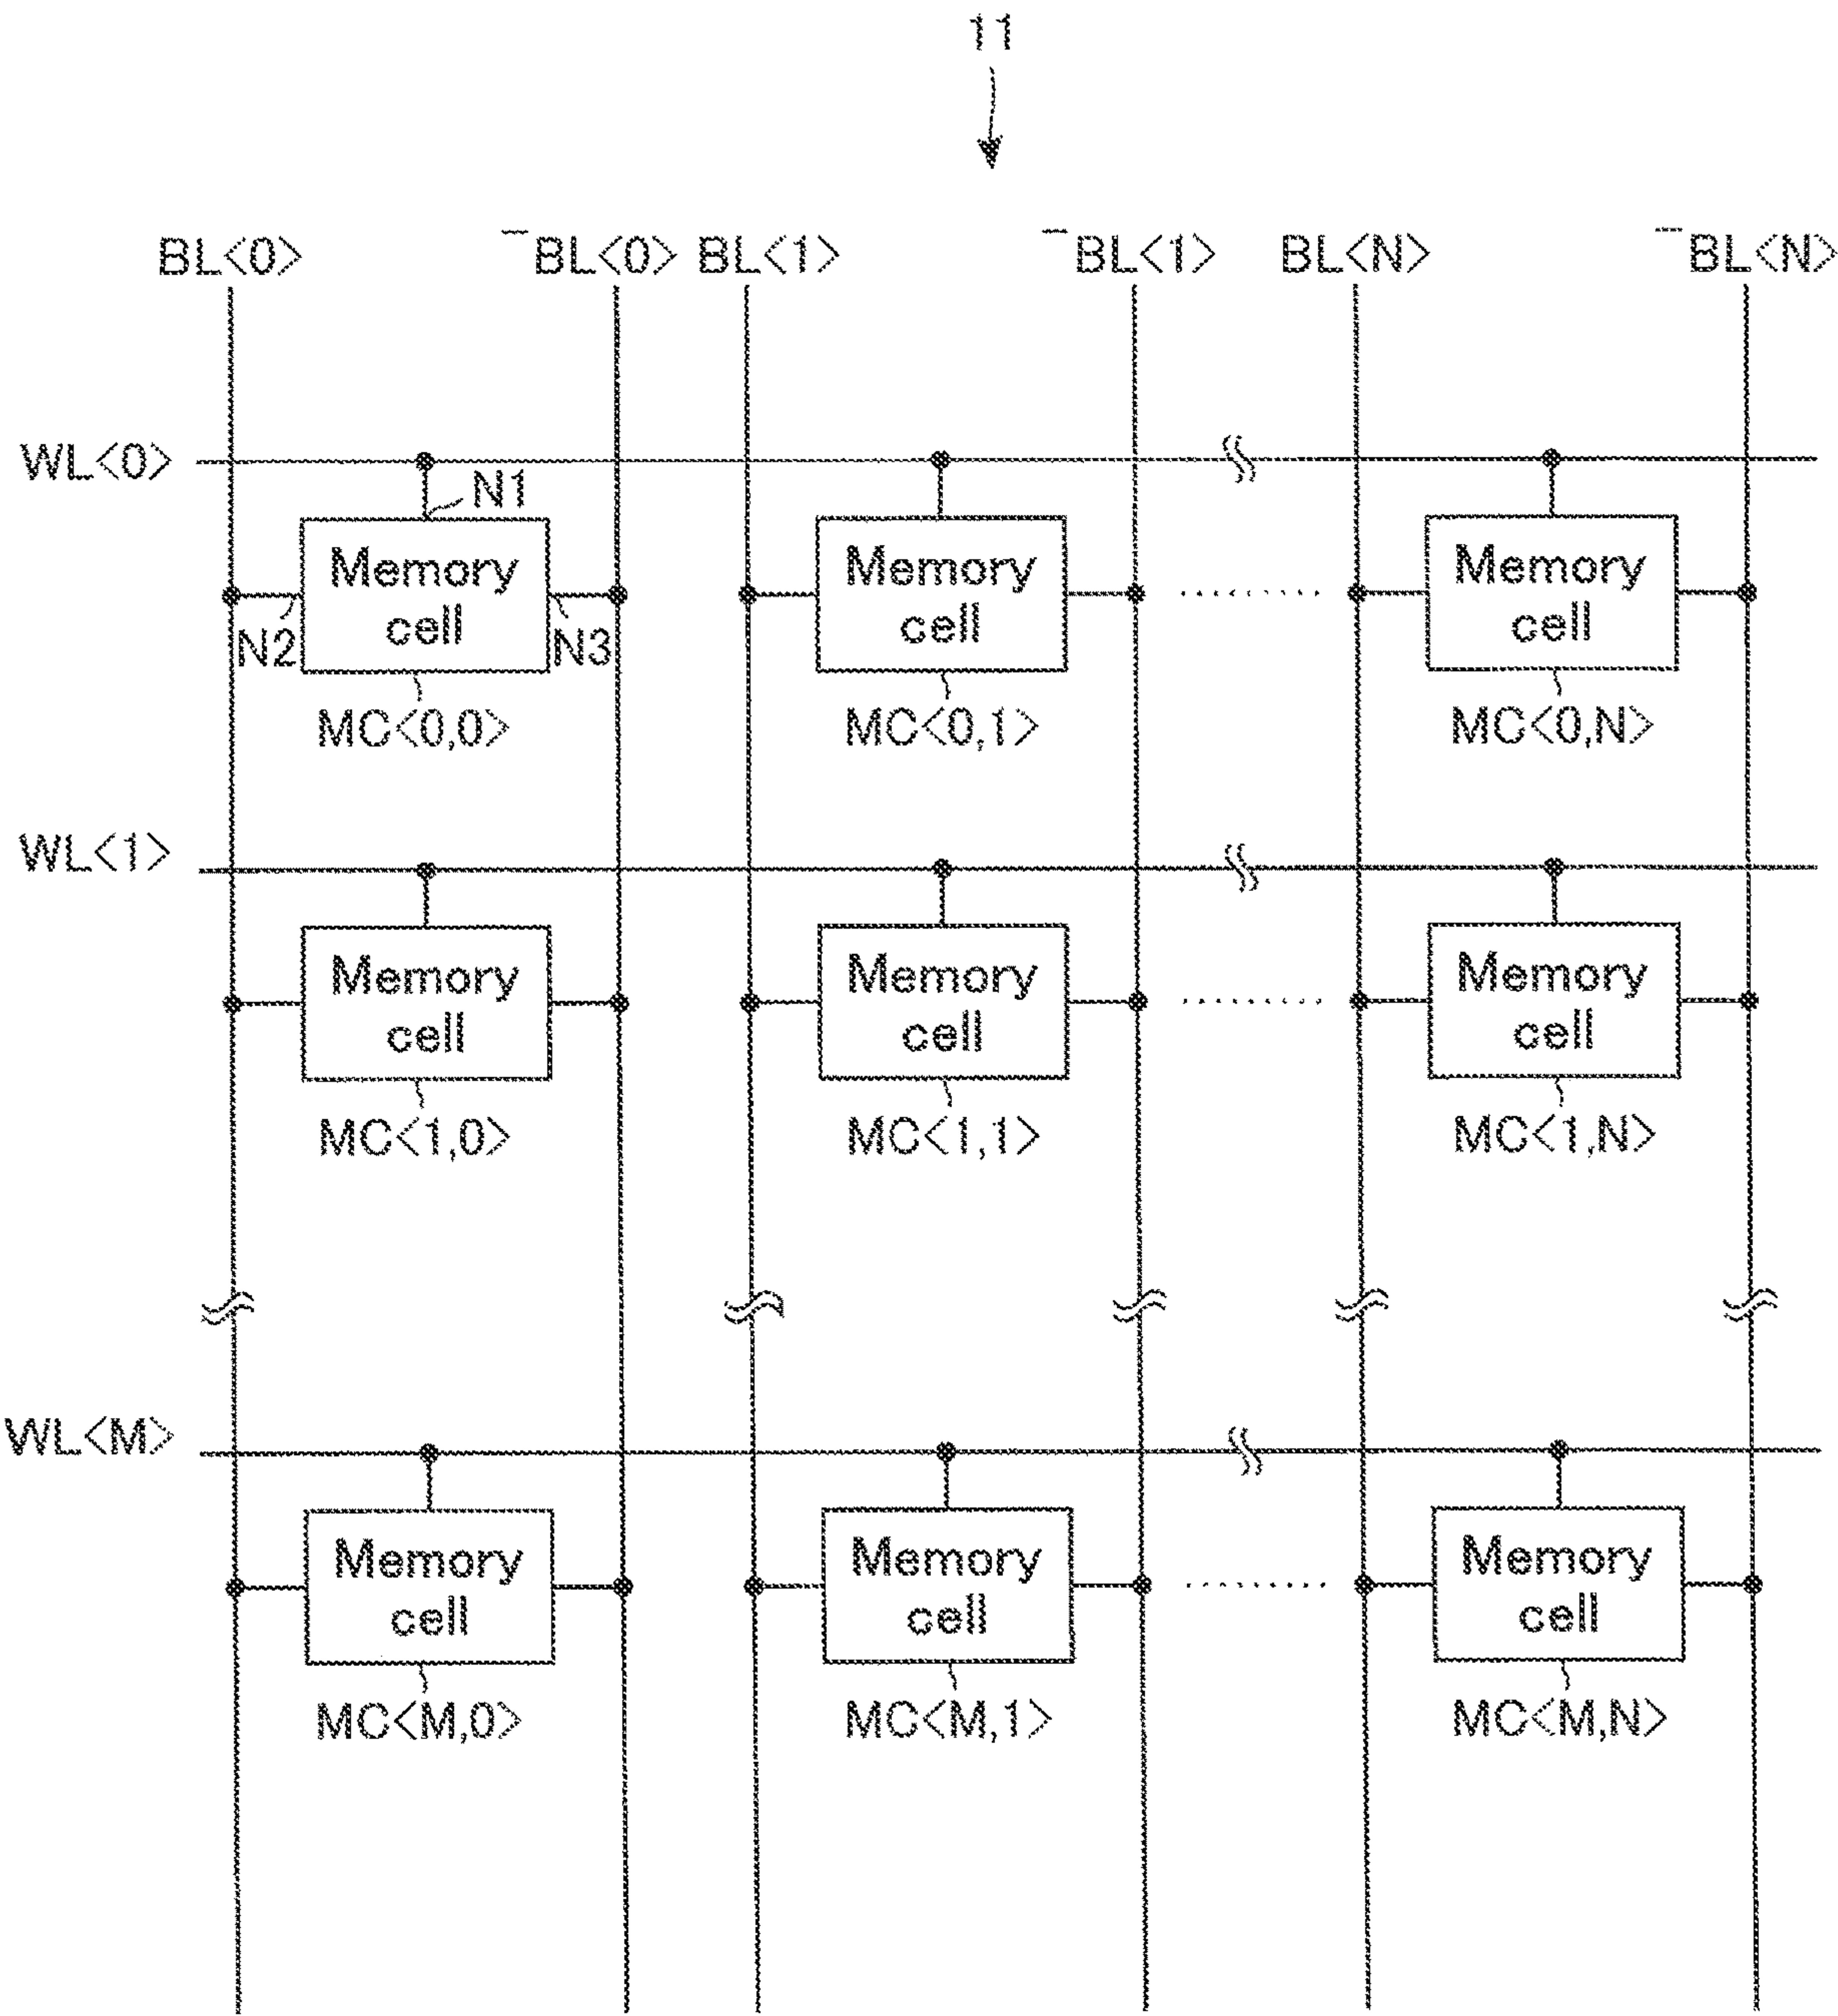 11
BL<0> ¯BL<0> BL<1> ¯BL<1> BL<N> ¯BL<N>
WL<0>
N1
Memory cell Memory cell Memory cell
N2 N3
MC<0,0> MC<0,1> MC<0,N>
WL<1>
Memory cell Memory cell Memory cell
MC<1,0> MC<1,1> MC<1,N>
WL<M>
Memory cell Memory cell Memory cell
MC<M,0> MC<M,1> MC<M,N>